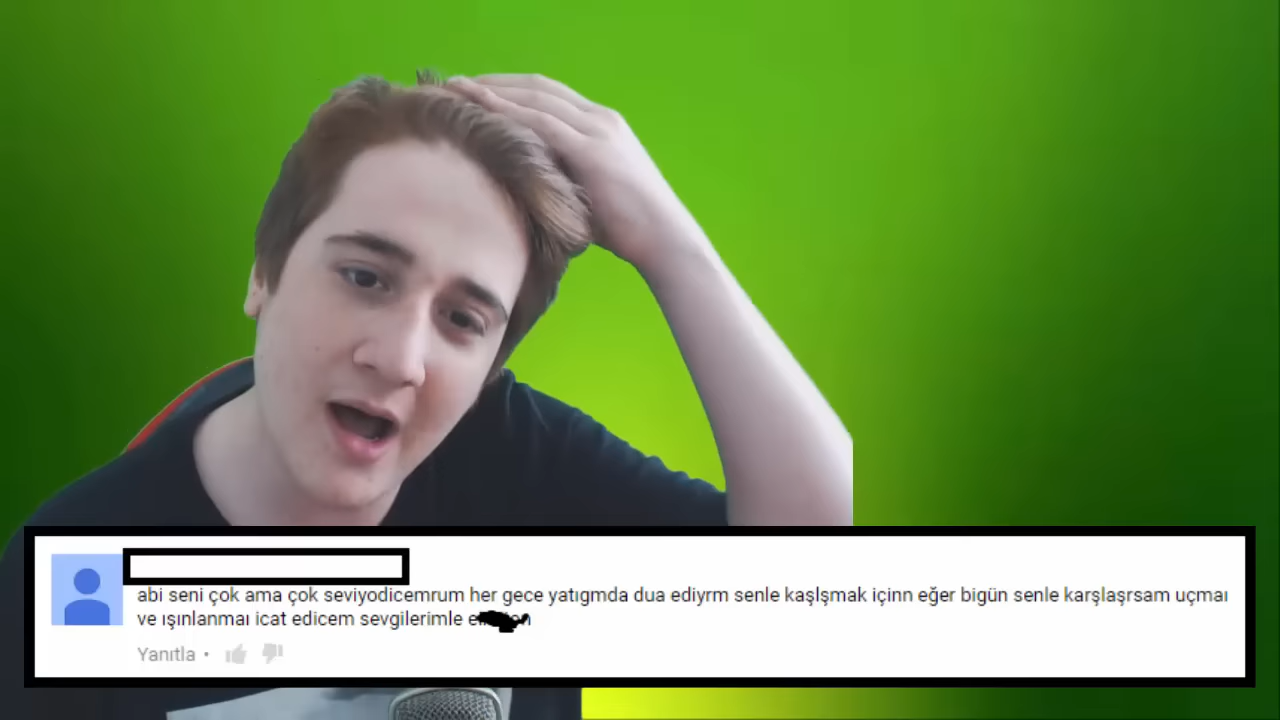 abi seni çok ama çok seviyodicemrum her gece yatıgmda dua ediyrm senle kaşlşmak içinn eğer bigün senle karşlaşrsam uçmaı
ve ışınlanmaı icat edicem sevgilerimle
Yanıtla •